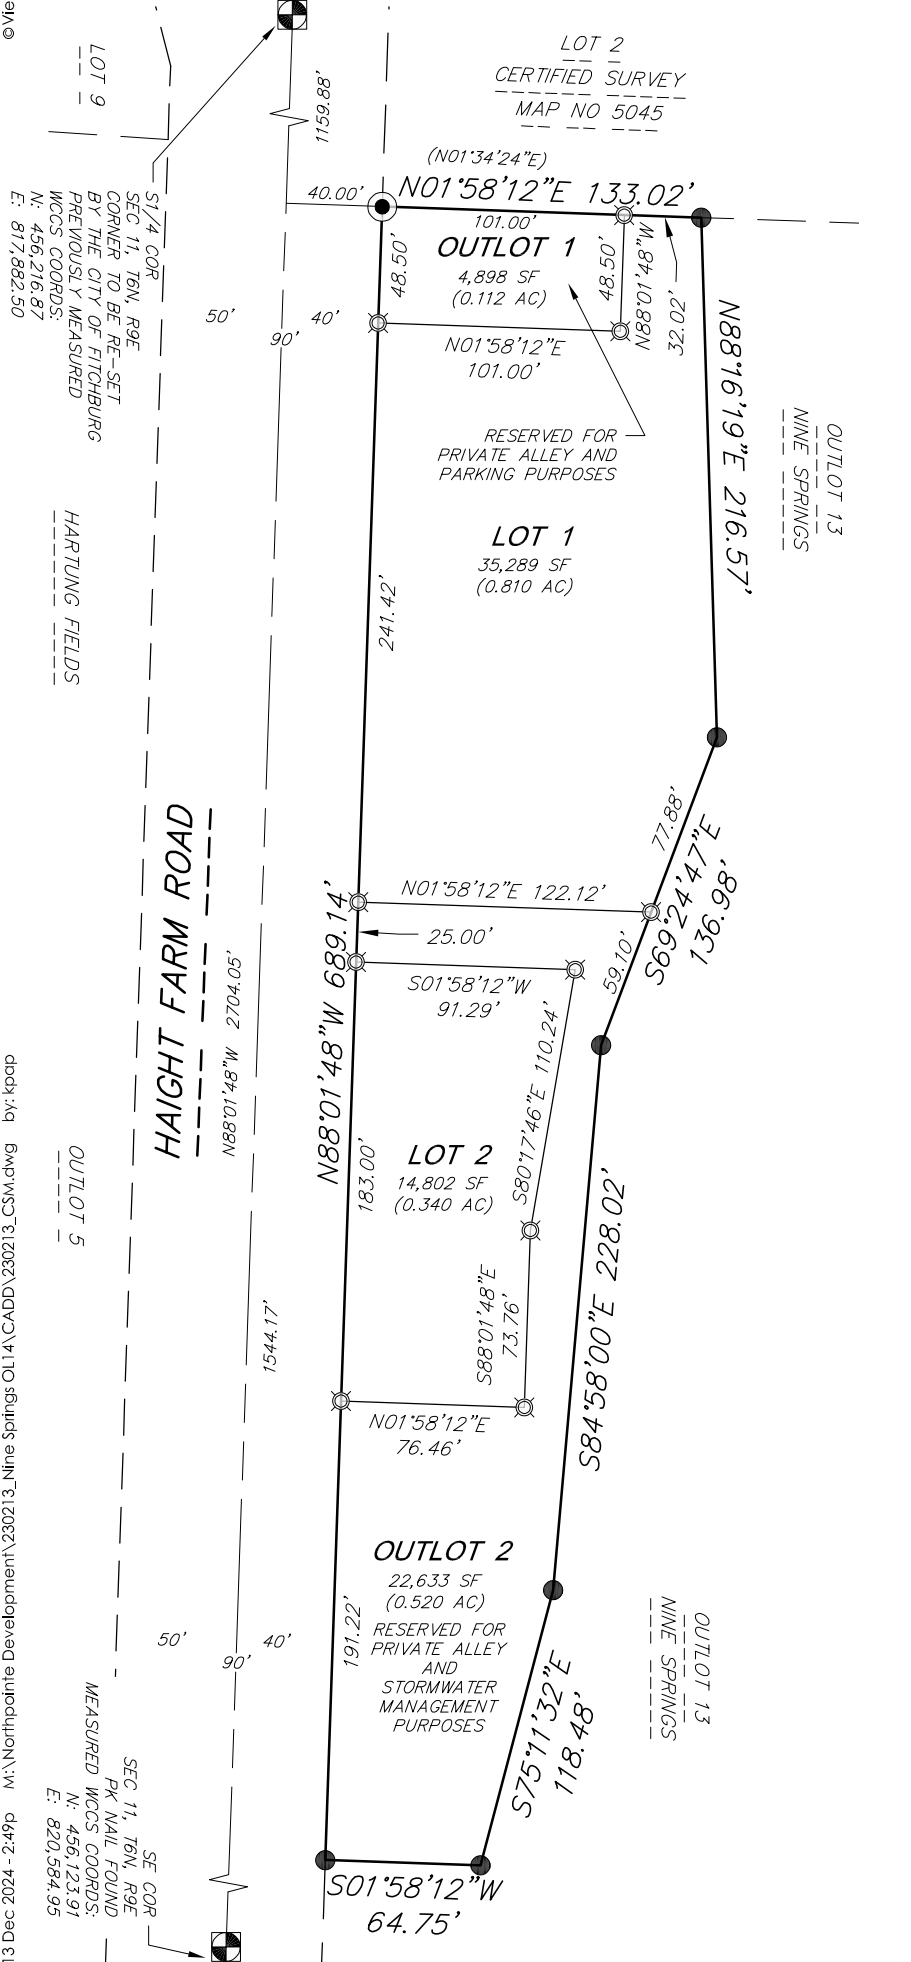 ©Vie
LOT 9
1159.88'
LOT 2
CERTIFIED SURVEY
MAP NO 5045
(N01°34'24"E)
N01°58'12"E 133.02'
40.00'
101.00'
OUTLOT 1
4,898 SF
(0.112 AC)
48.50'
48.50'
N88°01'48"W
32.02'
N01°58'12"E
101.00'
S1/4 COR
SEC 11, T6N, R9E
CORNER TO BE RE-SET
BY THE CITY OF FITCHBURG
PREVIOUSLY MEASURED
WCCS COORDS:
N: 456,216.87
E: 817,882.50
50'
40'
90'
RESERVED FOR
PRIVATE ALLEY AND
PARKING PURPOSES
N88°16'19"E 216.57'
OUTLOT 13
NINE SPRINGS
LOT 1
35,289 SF
(0.810 AC)
241.42'
HARTUNG FIELDS
77.88'
S69°24'47"E
136.98'
59.10'
N01°58'12"E 122.12'
25.00'
S01°58'12"W
91.29'
HAIGHT FARM ROAD
N88°01'48"W 2704.05'
N88°01'48"W 689.14'
S80°17'46"E 110.24'
LOT 2
14,802 SF
(0.340 AC)
183.00'
OUTLOT 5
S84°58'00"E 228.02'
S88°01'48"E
73.76'
1544.17'
N01°58'12"E
76.46'
OUTLOT 2
22,633 SF
(0.520 AC)
RESERVED FOR
PRIVATE ALLEY
AND
STORMWATER
MANAGEMENT
PURPOSES
191.22'
50'
40'
90'
OUTLOT 13
NINE SPRINGS
S75°11'32"E
118.48'
SE COR
SEC 11, T6N, R9E
PK NAIL FOUND
MEASURED WCCS COORDS:
N: 456,123.91
E: 820,584.95
S01°58'12"W
64.75'
13 Dec 2024 - 2:49p M:\Northpointe Development\230213_Nine Springs OL14\CADD\230213_CSM.dwg by: kpap